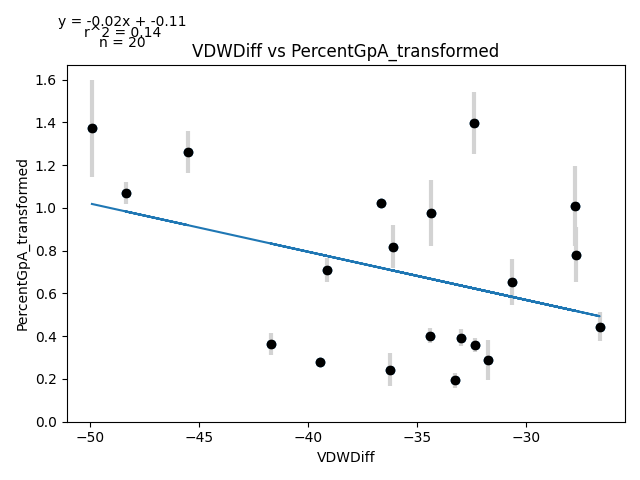 y = -0.02x + -0.11
r^2 = 0.14
n = 20
VDWDiff vs PercentGpA_transformed
1.6
1.4
1.2
1.0
0.8
0.6
0.4
0.2
0.0
PercentGpA_transformed
−50
−45
−40
−35
−30
VDWDiff